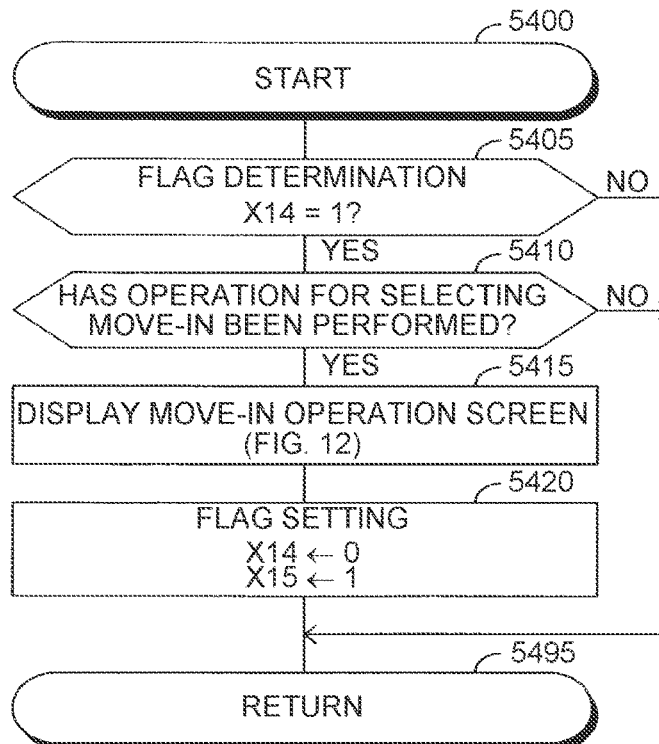 5400
START
5405
FLAG DETERMINATION
X14 = 1?
NO
YES
5410
HAS OPERATION FOR SELECTING
MOVE-IN BEEN PERFORMED?
NO
YES
5415
DISPLAY MOVE-IN OPERATION SCREEN
(FIG. 12)
5420
FLAG SETTING
X14 ← 0
X15 ← 1
5495
RETURN